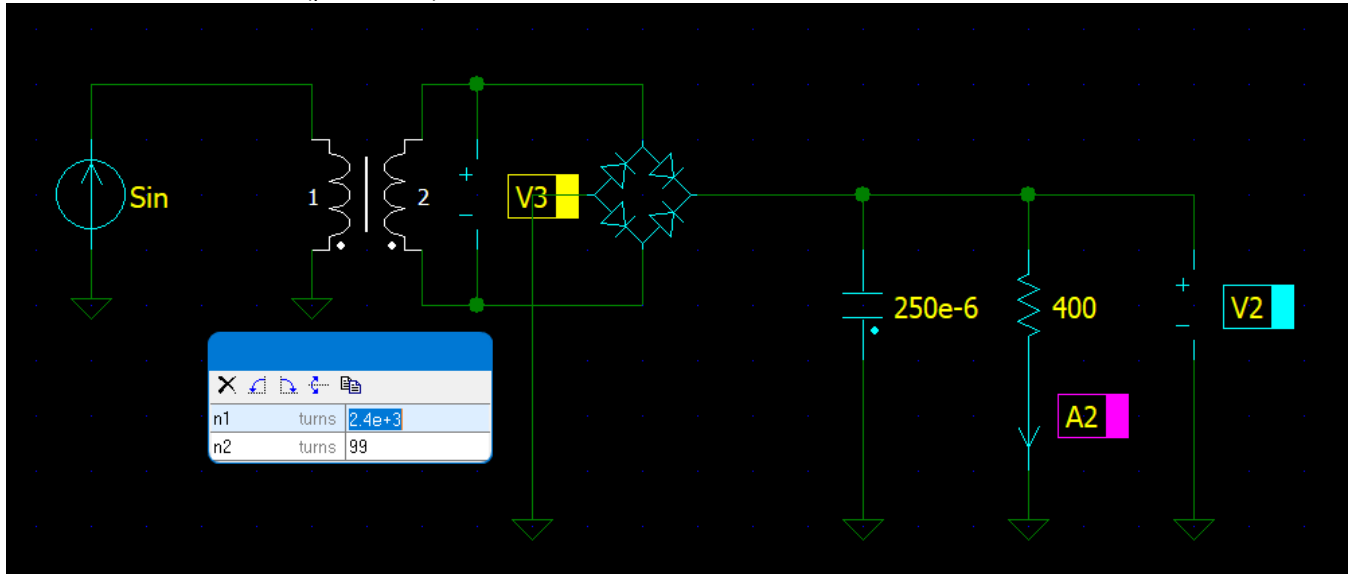 Sin
1
2
+
−
V3
250e-6
400
+
−
V2
A2
n1 turns 2.4e+3
n2 turns 99